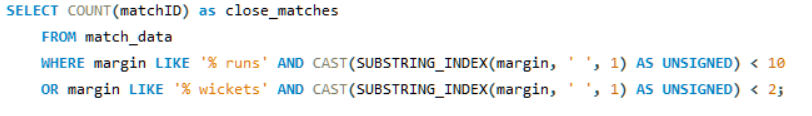 SELECT COUNT(matchID) as close_matches
FROM match_data
WHERE margin LIKE '% runs' AND CAST(SUBSTRING_INDEX(margin, ' ', 1) AS UNSIGNED) < 10
OR margin LIKE '% wickets' AND CAST(SUBSTRING_INDEX(margin, ' ', 1) AS UNSIGNED) < 2;